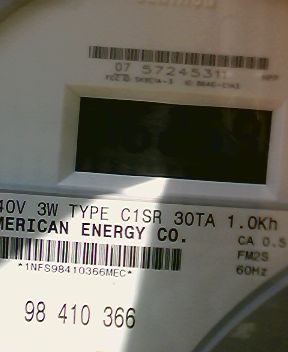 07 57245311
40V 3W TYPE C1SR 30TA 1.0Kh
MERICAN ENERGY CO.
CA 0.5
FM2S
*1NFS98410366MEC*
60Hz
98 410 366